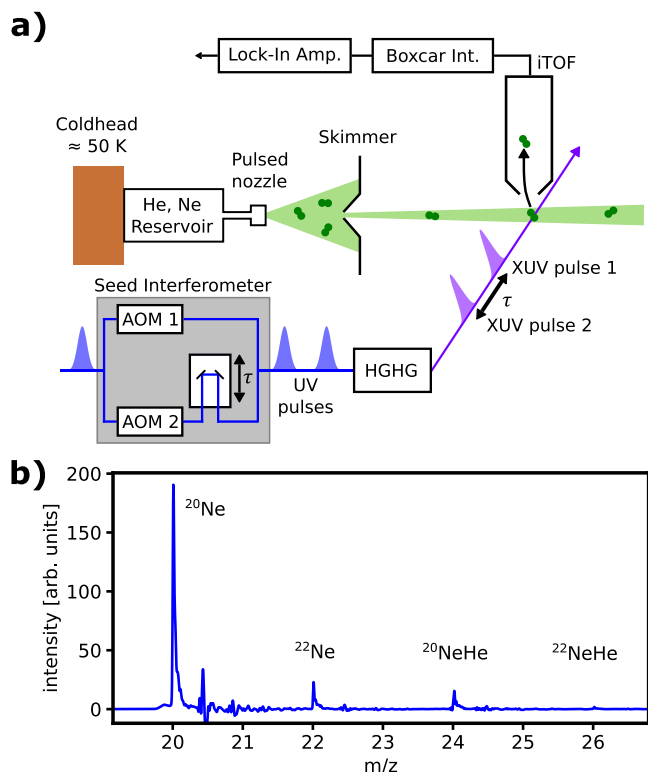 a)
Lock-In Amp.
Boxcar Int.
iTOF
Coldhead
≈ 50 K
Skimmer
Pulsed
nozzle
He, Ne
Reservoir
XUV pulse 1
τ
XUV pulse 2
Seed Interferometer
AOM 1
τ
AOM 2
UV
pulses
HGHG
b)
intensity [arb. units]
200
150
100
50
0
²⁰Ne
²²Ne
²⁰NeHe
²²NeHe
20 21 22 23 24 25 26
m/z